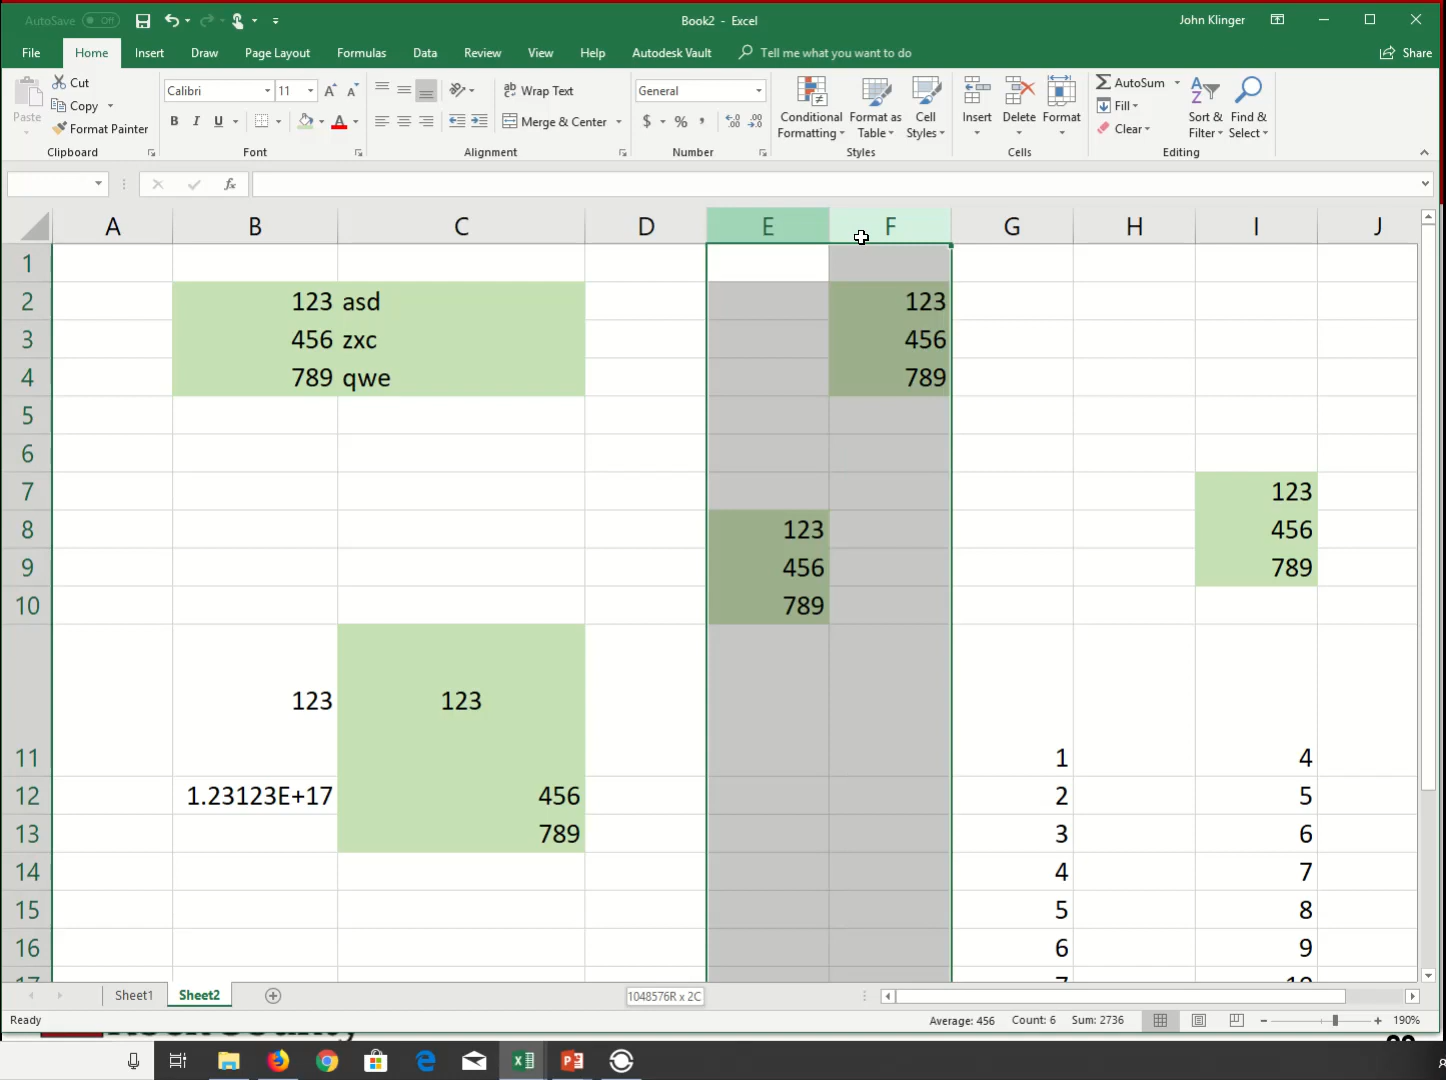 AutoSave Off Book2 - Excel John Klinger
File Home Insert Draw Page Layout Formulas Data Review View Help Autodesk Vault Tell me what you want to do Share
Paste
Cut
Copy
Format Painter
Clipboard
Calibri 11
B I U A
Font
Wrap Text
Merge & Center
Alignment
General
$ % ,
Number
Conditional Formatting
Format as Table
Cell Styles
Styles
Insert Delete Format
Cells
AutoSum
Fill
Clear
Sort & Filter
Find & Select
Editing
fx
A B C D E F G H I J
1
2 123 asd 123
3 456 zxc 456
4 789 qwe 789
5
6
7 123
8 123 456
9 456 789
10 789
123 123
11 1 4
12 1.23123E+17 456 2 5
13 789 3 6
14 4 7
15 5 8
16 6 9
Sheet1 Sheet2 1048576R x 2C
Ready Average: 456 Count: 6 Sum: 2736 190%